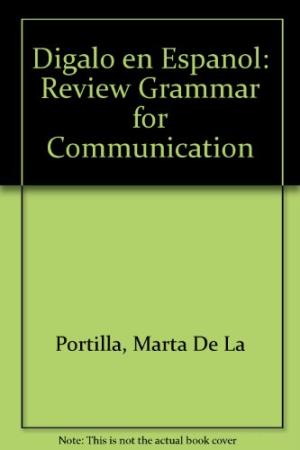 Digalo en Espanol:
Review Grammar
for
Communication
Portilla, Marta De La
Note: This is not the actual book cover